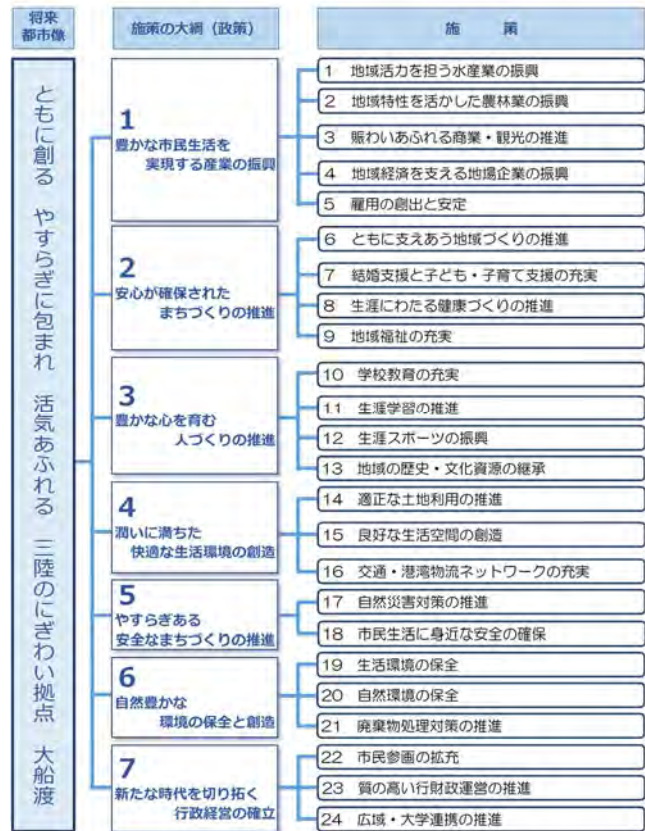 将来
都市像
施策の大綱（政策）
施　策
ともに創る　やすらぎに包まれ　活気あふれる　三陸のにぎわい拠点　大船渡
1
豊かな市民生活を
実現する産業の振興
1 地域活力を担う水産業の振興
2 地域特性を活かした農林業の振興
3 賑わいあふれる商業・観光の推進
4 地域経済を支える地場企業の振興
5 雇用の創出と安定
2
安心が確保された
まちづくりの推進
6 ともに支えあう地域づくりの推進
7 結婚支援と子ども・子育て支援の充実
8 生涯にわたる健康づくりの推進
9 地域福祉の充実
3
豊かな心を育む
人づくりの推進
10 学校教育の充実
11 生涯学習の推進
12 生涯スポーツの振興
13 地域の歴史・文化資源の継承
4
潤いに満ちた
快適な生活環境の創造
14 適正な土地利用の推進
15 良好な生活空間の創造
16 交通・港湾物流ネットワークの充実
5
やすらぎある
安全なまちづくりの推進
17 自然災害対策の推進
18 市民生活に身近な安全の確保
6
自然豊かな
環境の保全と創造
19 生活環境の保全
20 自然環境の保全
21 廃棄物処理対策の推進
7
新たな時代を切り拓く
行政経営の確立
22 市民参画の拡充
23 質の高い行財政運営の推進
24 広域・大学連携の推進